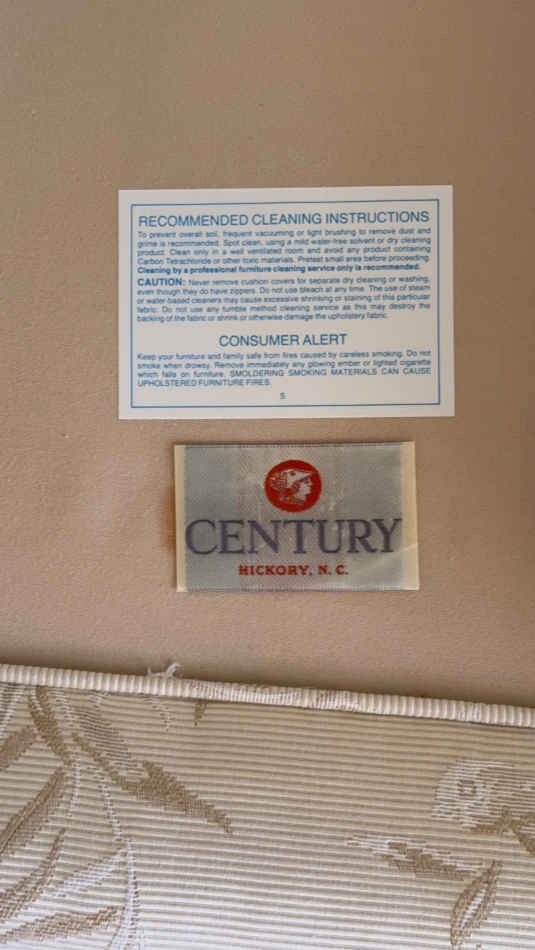 RECOMMENDED CLEANING INSTRUCTIONS
To prevent overall soil, frequent vacuuming or light brushing to remove dust and
grime is recommended. Spot clean, using a mild water-free solvent or dry cleaning
product. Clean only in a well ventilated room and avoid any product containing
Carbon Tetrachloride or other toxic materials. Pretest small area before proceeding.
Cleaning by a professional furniture cleaning service only is recommended.
CAUTION: Never remove cushion covers for separate dry cleaning or washing,
even though they do have zippers. Do not use bleach at any time. The use of steam
or water-based cleaners may cause excessive shrinking or staining of this particular
fabric. Do not use any tumble method cleaning service as this may destroy the
backing of the fabric or shrink or otherwise damage the upholstery fabric.
CONSUMER ALERT
Keep your furniture and family safe from fires caused by careless smoking. Do not
smoke when drowsy. Remove immediately any glowing ember or lighted cigarette
which falls on furniture. SMOLDERING SMOKING MATERIALS CAN CAUSE
UPHOLSTERED FURNITURE FIRES.
S
CENTURY
HICKORY, N. C.